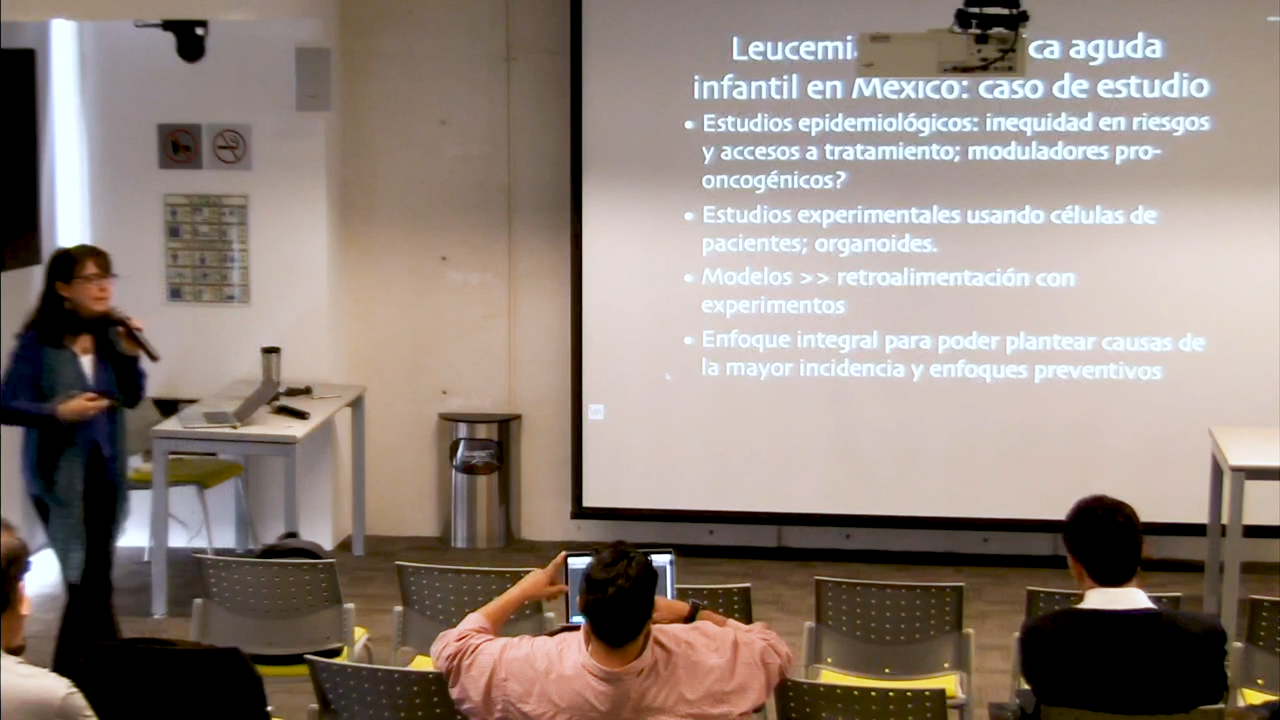 Leucemi ca aguda
infantil en México: caso de estudio
• Estudios epidemiológicos: inequidad en riesgos
y accesos a tratamiento; moduladores pro-
oncogénicos?
• Estudios experimentales usando células de
pacientes; organoides.
• Modelos >> retroalimentación con
experimentos
• Enfoque integral para poder plantear causas de
la mayor incidencia y enfoques preventivos